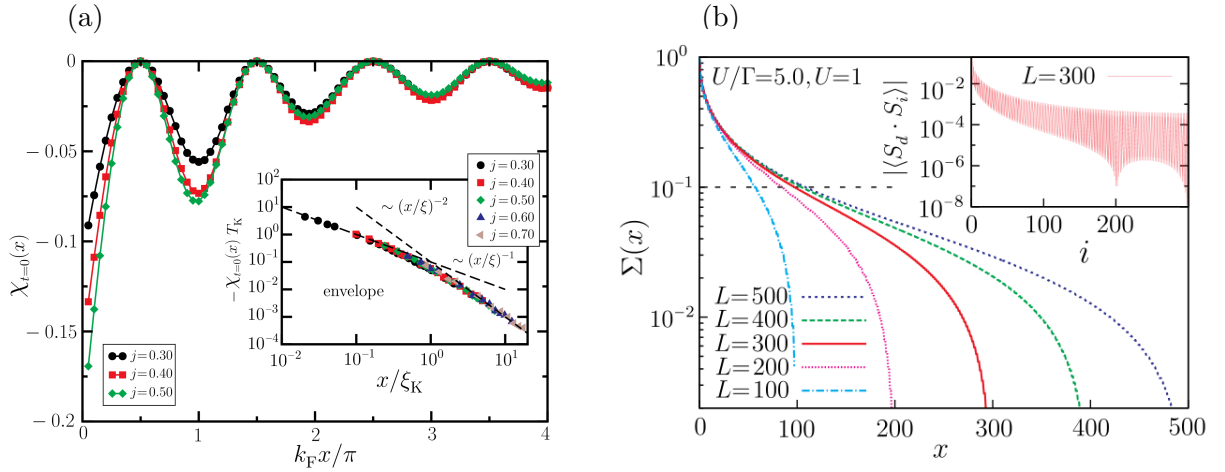 (a)
0
− 0.05
− 0.1
− 0.15
− 0.2
χ_{t=0}(x)
0
1
2
3
4
k_F x/π
j=0.30
j=0.40
j=0.50
10^2
10^1
10^0
10^{-1}
10^{-2}
10^{-3}
10^{-4}
− χ_{t=0}(x) T_K
10^{-2}
10^{-1}
10^0
10^1
x/ξ_K
~ (x/ξ)^{-2}
~ (x/ξ)^{-1}
envelope
j=0.30
j=0.40
j=0.50
j=0.60
j=0.70
(b)
10^0
10^{-1}
10^{-2}
Σ(x)
0
100
200
300
400
500
x
U/Γ=5.0, U=1
L=500
L=400
L=300
L=200
L=100
L=300
10^{-2}
10^{-4}
10^{-6}
10^{-8}
|⟨S_d · S_i⟩|
0
100
200
i